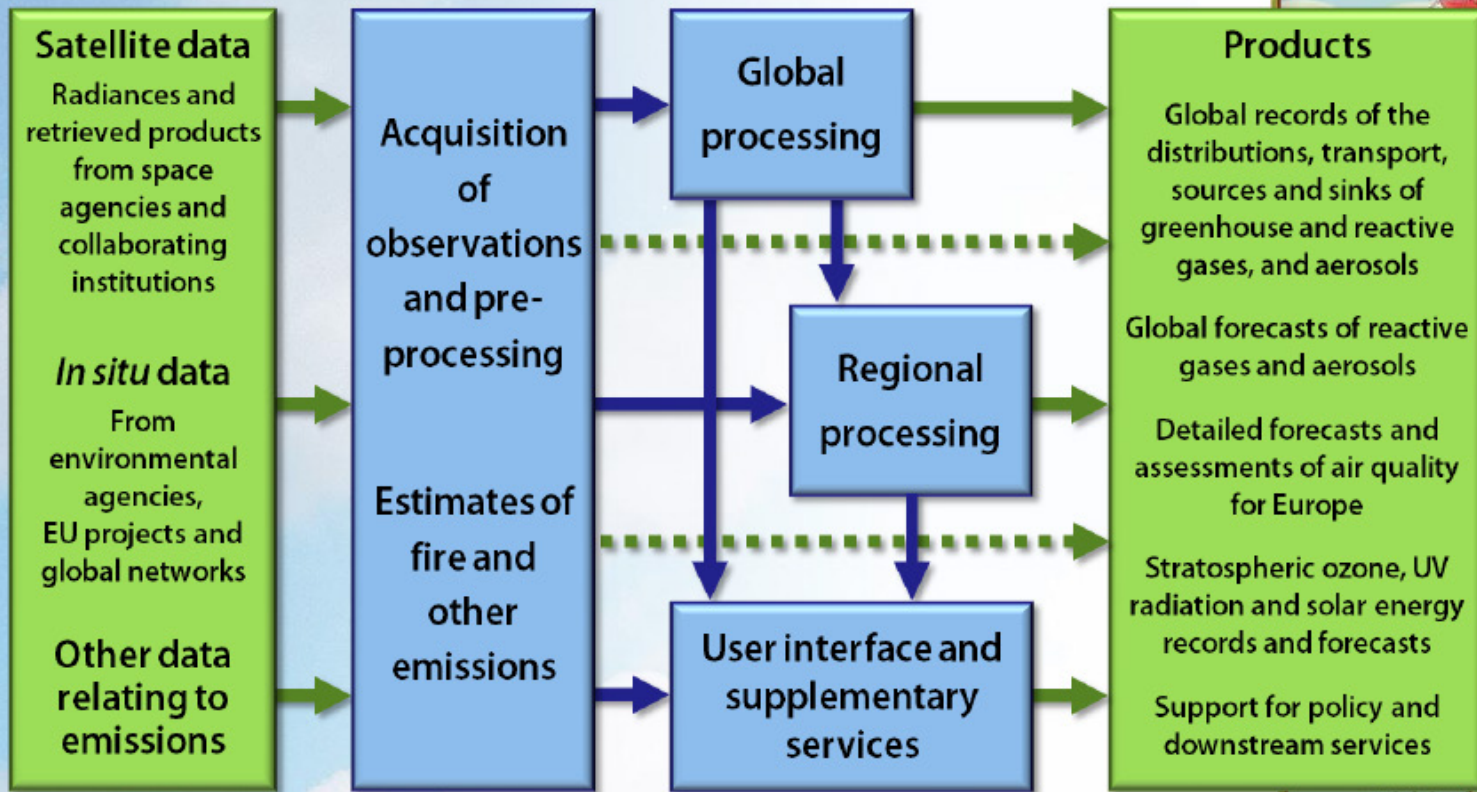 Satellite data
Radiances and
retrieved products
from space
agencies and
collaborating
institutions
In situ data
From
environmental
agencies,
EU projects and
global networks
Other data
relating to
emissions
Acquisition
of
observations
and pre-
processing
Estimates of
fire and
other
emissions
Global
processing
Regional
processing
User interface and
supplementary
services
Products
Global records of the
distributions, transport,
sources and sinks of
greenhouse and reactive
gases, and aerosols
Global forecasts of reactive
gases and aerosols
Detailed forecasts and
assessments of air quality
for Europe
Stratospheric ozone, UV
radiation and solar energy
records and forecasts
Support for policy and
downstream services